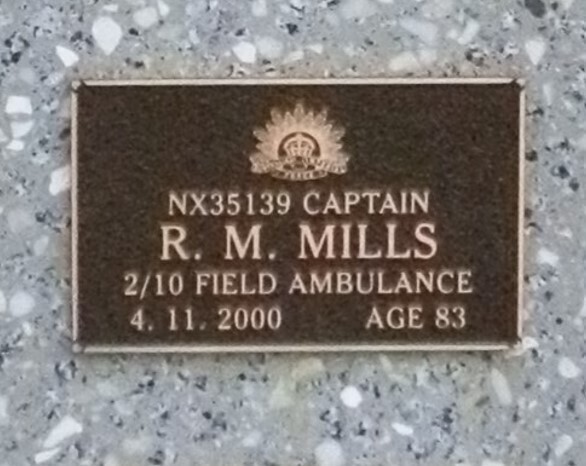 NX35139 CAPTAIN
R. M. MILLS
2/10 FIELD AMBULANCE
4. 11. 2000 AGE 83